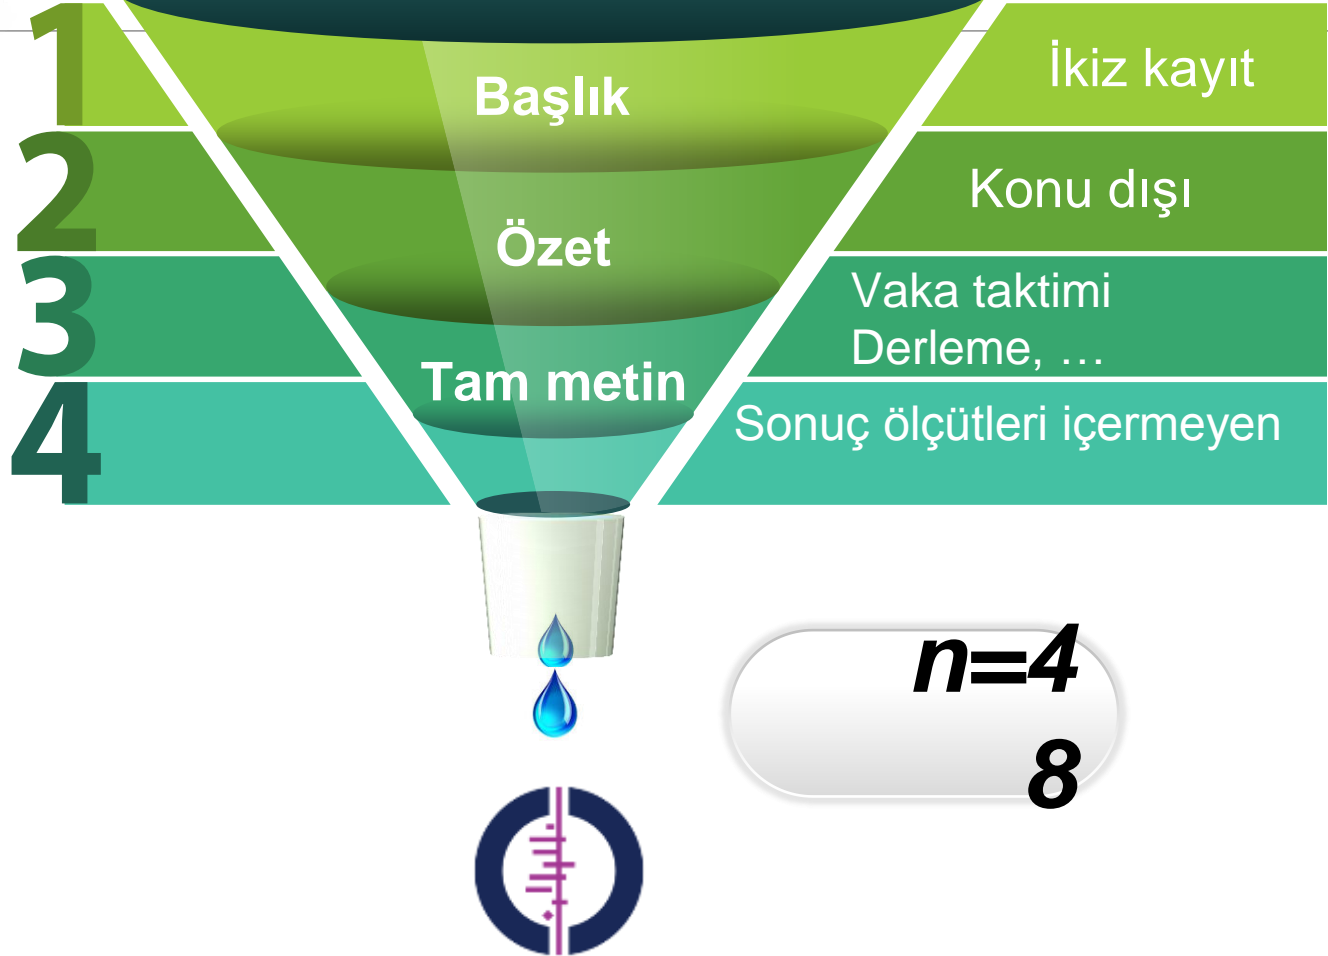 1
Başlık
İkiz kayıt
2
Özet
Konu dışı
3
Tam metin
Vaka taktimi
Derleme, …
4
Sonuç ölçütleri içermeyen
n=4
8